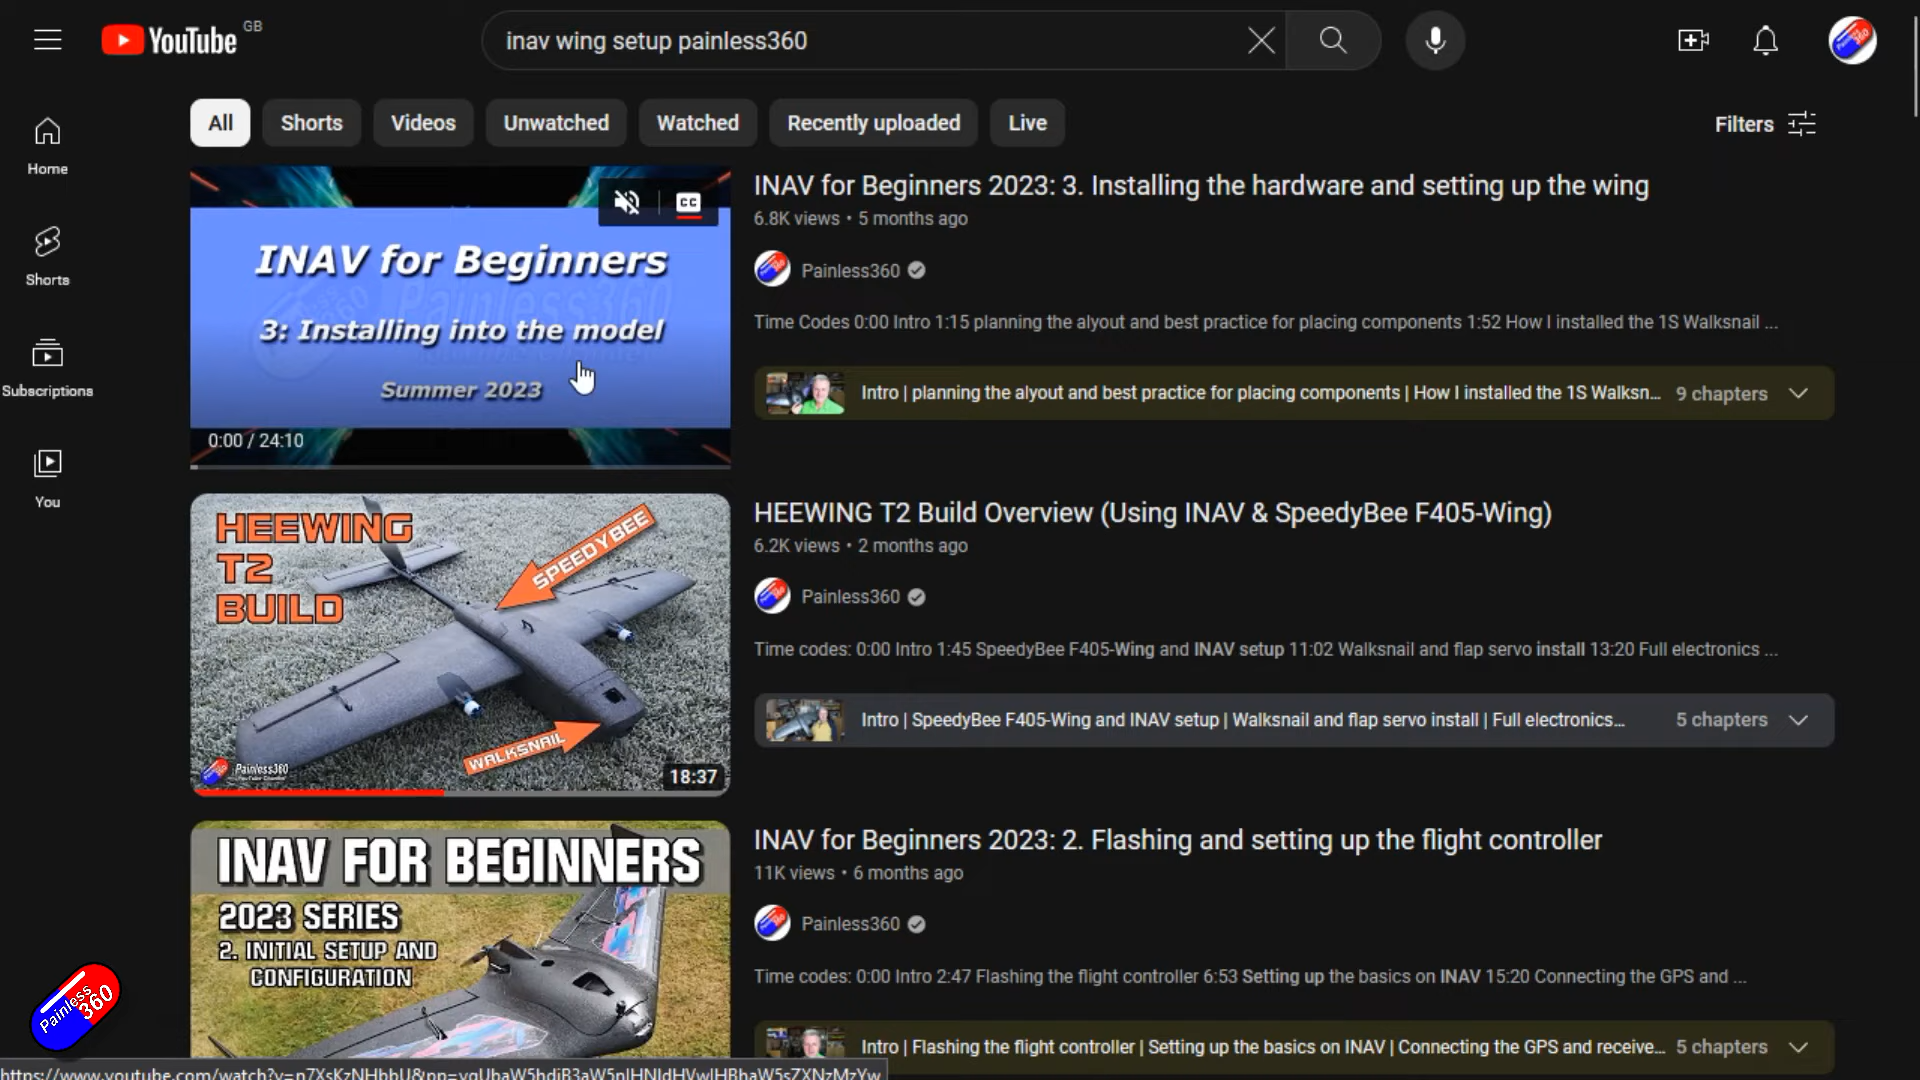 YouTube GB
inav wing setup painless360
All
Shorts
Videos
Unwatched
Watched
Recently uploaded
Live
Filters
Home
Shorts
Subscriptions
You
CC
INAV for Beginners
3: Installing into the model
Summer 2023
0:00 / 24:10
INAV for Beginners 2023: 3. Installing the hardware and setting up the wing
6.8K views • 5 months ago
Painless360
Time Codes 0:00 Intro 1:15 planning the alyout and best practice for placing components 1:52 How I installed the 1S Walksnail ...
Intro | planning the alyout and best practice for placing components | How I installed the 1S Walksn... 9 chapters
HEEWING
T2
BUILD
SPEEDYBEE
WALKSNAIL
Painless360
18:37
HEEWING T2 Build Overview (Using INAV & SpeedyBee F405-Wing)
6.2K views • 2 months ago
Painless360
Time codes: 0:00 Intro 1:45 SpeedyBee F405-Wing and INAV setup 11:02 Walksnail and flap servo install 13:20 Full electronics ...
Intro | SpeedyBee F405-Wing and INAV setup | Walksnail and flap servo install | Full electronics... 5 chapters
INAV FOR BEGINNERS
2023 SERIES
2. INITIAL SETUP AND
CONFIGURATION
INAV for Beginners 2023: 2. Flashing and setting up the flight controller
11K views • 6 months ago
Painless360
Time codes: 0:00 Intro 2:47 Flashing the flight controller 6:53 Setting up the basics on INAV 15:20 Connecting the GPS and ...
Intro | Flashing the flight controller | Setting up the basics on INAV | Connecting the GPS and receive... 5 chapters
Painless
360